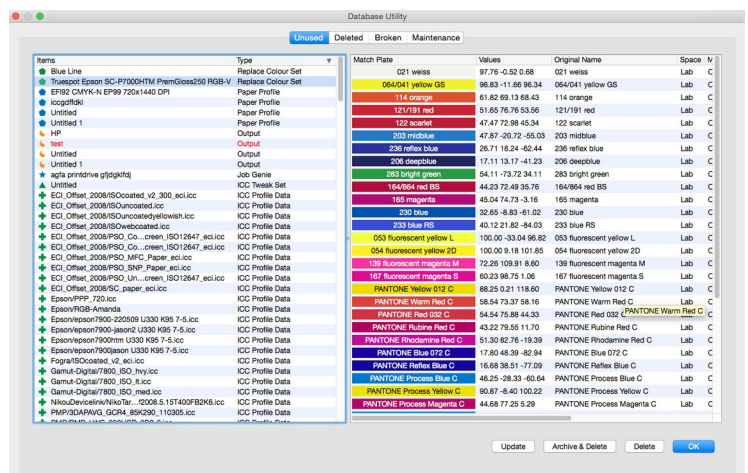 Database Utility
Unused Deleted Broken Maintenance
Items Type
Blue Line Replace Colour Set
Truespot Epson SC-P7000HTM PremGloss250 RGB-V Replace Colour Set
EFI92 CMYK-N EP99 720x1440 DPI Paper Profile
iccgdffdkl Paper Profile
Untitled Paper Profile
Untitled 1 Paper Profile
HP Output
test Output
Untitled Output
Untitled 1 Output
agfa printdrive gfjdgklfdj Job Genie
Untitled ICC Tweak Set
ECI_Offset_2008/ISOcoated_v2_300_eci.icc ICC Profile Data
ECI_Offset_2008/ISOuncoated.icc ICC Profile Data
ECI_Offset_2008/ISOuncoatedyellowish.icc ICC Profile Data
ECI_Offset_2008/ISOwebcoated.icc ICC Profile Data
ECI_Offset_2008/PSO_Co...creen_ISO12647_eci.icc ICC Profile Data
ECI_Offset_2008/PSO_MFC_Paper_eci.icc ICC Profile Data
ECI_Offset_2008/PSO_SNP_Paper_eci.icc ICC Profile Data
ECI_Offset_2008/PSO_Un...creen_ISO12647_eci.icc ICC Profile Data
ECI_Offset_2008/SC_paper_eci.icc ICC Profile Data
Epson/PPP_720.icc ICC Profile Data
Epson/RGB-Amanda ICC Profile Data
Epson/epson7900-220509 U330 K95 7-5.icc ICC Profile Data
Epson/epson7900-jason2 U330 K95 7-5.icc ICC Profile Data
Epson/epson7900htm U330 K95 7-5.icc ICC Profile Data
Epson/epson7900jason U330 K95 7-5.icc ICC Profile Data
Fogra/ISOcoated_v2_eci.icc ICC Profile Data
Gamut-Digital/7800_ISO_hvy.icc ICC Profile Data
Gamut-Digital/7800_ISO_lt.icc ICC Profile Data
Gamut-Digital/7800_ISO_med.icc ICC Profile Data
NikouDevicelink/NikoTar...f2008.5.15T400FB2K6.icc ICC Profile Data
PMP/3DAPAVG_GCR4_85K290_110305.icc ICC Profile Data
Match Plate Values Original Name Space
021 weiss 97.76 -0.52 0.68 021 weiss Lab
064/041 yellow GS 96.83 -11.66 96.34 064/041 yellow GS Lab
114 orange 61.82 69.13 68.43 114 orange Lab
121/191 red 51.65 76.76 53.56 121/191 red Lab
122 scarlet 47.47 72.98 45.34 122 scarlet Lab
203 midblue 47.87 -20.72 -55.03 203 midblue Lab
236 reflex blue 26.71 18.24 -62.44 236 reflex blue Lab
206 deepblue 17.11 13.17 -41.23 206 deepblue Lab
283 bright green 54.11 -73.72 34.11 283 bright green Lab
164/864 red BS 44.23 72.49 35.76 164/864 red BS Lab
165 magenta 45.04 74.73 -3.16 165 magenta Lab
230 blue 32.65 -8.83 -61.02 230 blue Lab
233 blue RS 40.12 21.82 -84.03 233 blue RS Lab
053 fluorescent yellow L 100.00 -33.04 96.82 053 fluorescent yellow L Lab
054 fluorescent yellow 2D 100.00 9.18 101.85 054 fluorescent yellow 2D Lab
139 fluorescent magenta M 72.26 109.91 8.60 139 fluorescent magenta M Lab
167 fluorescent magenta S 60.23 98.75 1.06 167 fluorescent magenta S Lab
PANTONE Yellow 012 C 88.25 0.21 118.60 PANTONE Yellow 012 C Lab
PANTONE Warm Red C 58.54 73.37 58.16 PANTONE Warm Red C Lab
PANTONE Red 032 C 54.54 75.88 44.33 PANTONE Red 032 PANTONE Warm Red C
PANTONE Rubine Red C 43.22 79.55 11.70 PANTONE Rubine Red C Lab
PANTONE Rhodamine Red C 51.30 82.76 -19.39 PANTONE Rhodamine Red C Lab
PANTONE Blue 072 C 17.80 48.39 -82.94 PANTONE Blue 072 C Lab
PANTONE Reflex Blue C 16.68 38.51 -77.09 PANTONE Reflex Blue C Lab
PANTONE Process Blue C 46.25 -28.33 -60.64 PANTONE Process Blue C Lab
PANTONE Process Yellow C 90.87 -8.40 100.22 PANTONE Process Yellow C Lab
PANTONE Process Magenta C 44.68 77.25 5.29 PANTONE Process Magenta C Lab
Update Archive & Delete Delete OK